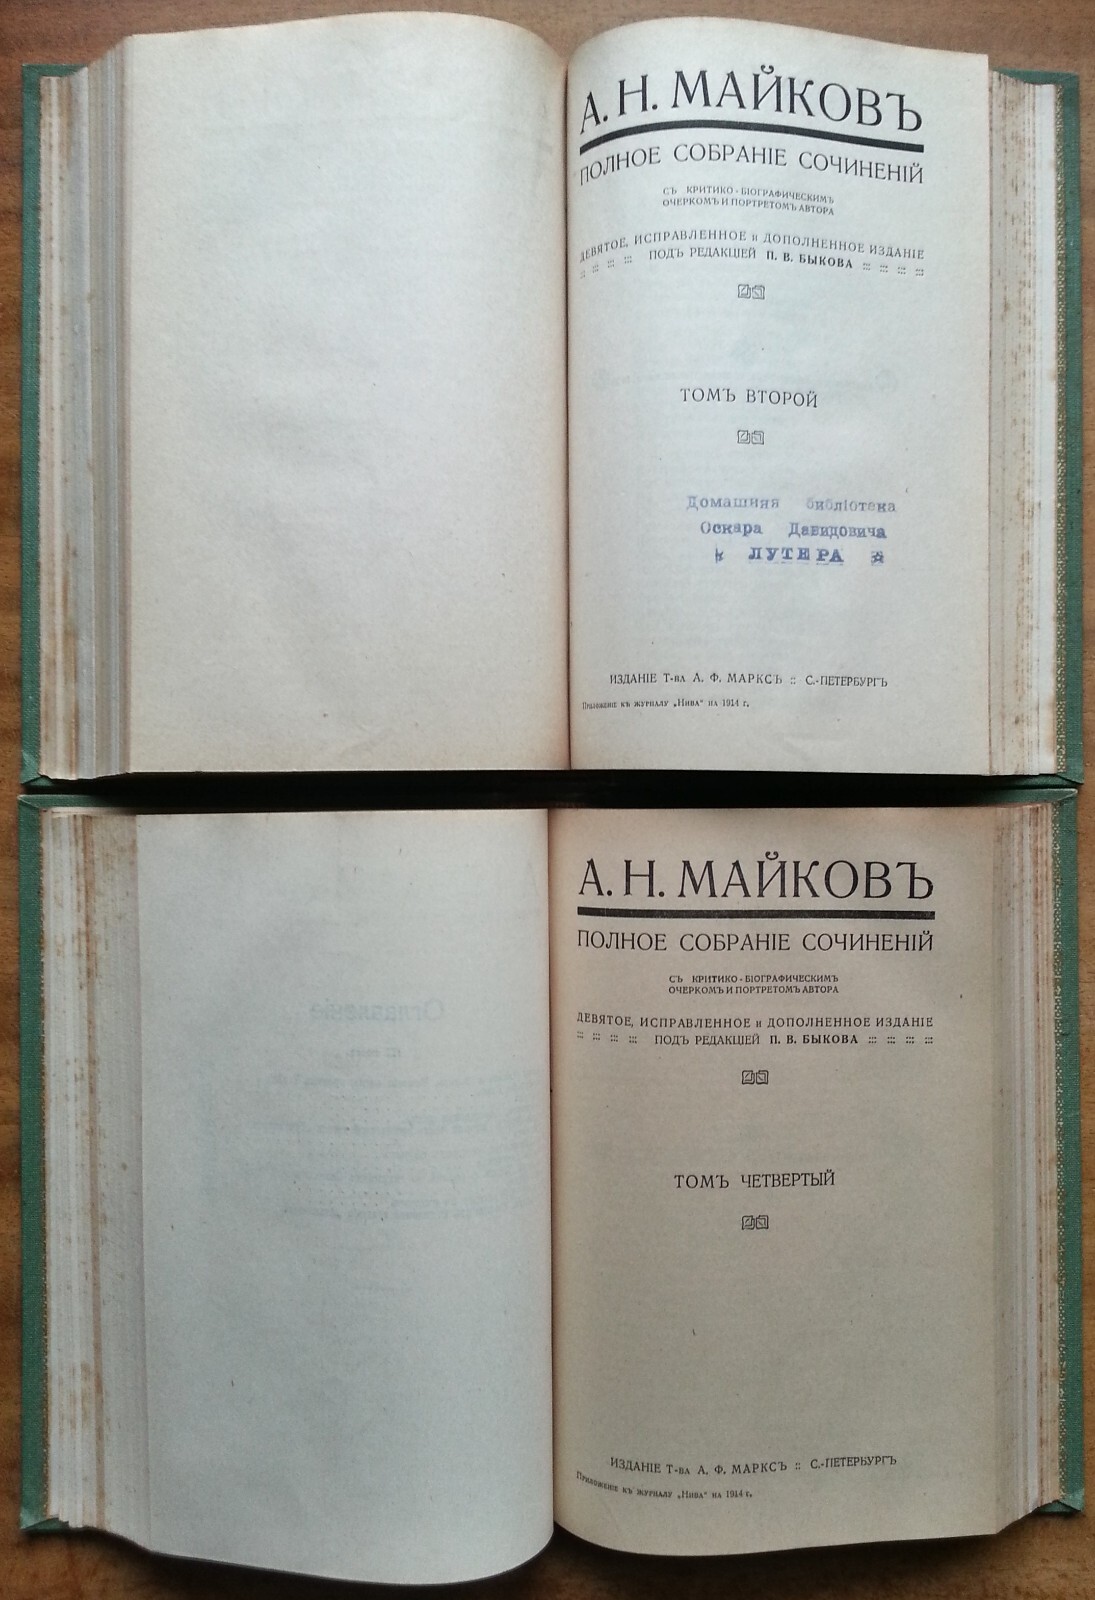 А. Н. МАЙКОВЪ
ПОЛНОЕ СОБРАНІЕ СОЧИНЕНІЙ
СЪ КРИТИКО-БІОГРАФИЧЕСКИМЪ
ОЧЕРКОМЪ И ПОРТРЕТОМЪ АВТОРА
ДЕВЯТОЕ, ИСПРАВЛЕННОЕ и ДОПОЛНЕННОЕ ИЗДАНІЕ
:: :: :: :: ПОДЪ РЕДАКЦІЕЙ П. В. БЫКОВА :: :: :: ::
ТОМЪ ВТОРОЙ
Домашняя библіотека
Оскара Давидовича
ЛУТЕРА
ИЗДАНІЕ Т-ва А. Ф. МАРКСЪ :: С.-ПЕТЕРБУРГЪ
Приложеніе къ журналу „Нива" на 1914 г.
А. Н. МАЙКОВЪ
ПОЛНОЕ СОБРАНІЕ СОЧИНЕНІЙ
СЪ КРИТИКО-БІОГРАФИЧЕСКИМЪ
ОЧЕРКОМЪ И ПОРТРЕТОМЪ АВТОРА
ДЕВЯТОЕ, ИСПРАВЛЕННОЕ и ДОПОЛНЕННОЕ ИЗДАНІЕ
:: :: :: :: ПОДЪ РЕДАКЦІЕЙ П. В. БЫКОВА :: :: :: ::
ТОМЪ ЧЕТВЕРТЫЙ
ИЗДАНІЕ Т-ва А. Ф. МАРКСЪ :: С.-ПЕТЕРБУРГЪ
Приложеніе къ журналу „Нива" на 1914 г.
Оглавленіе